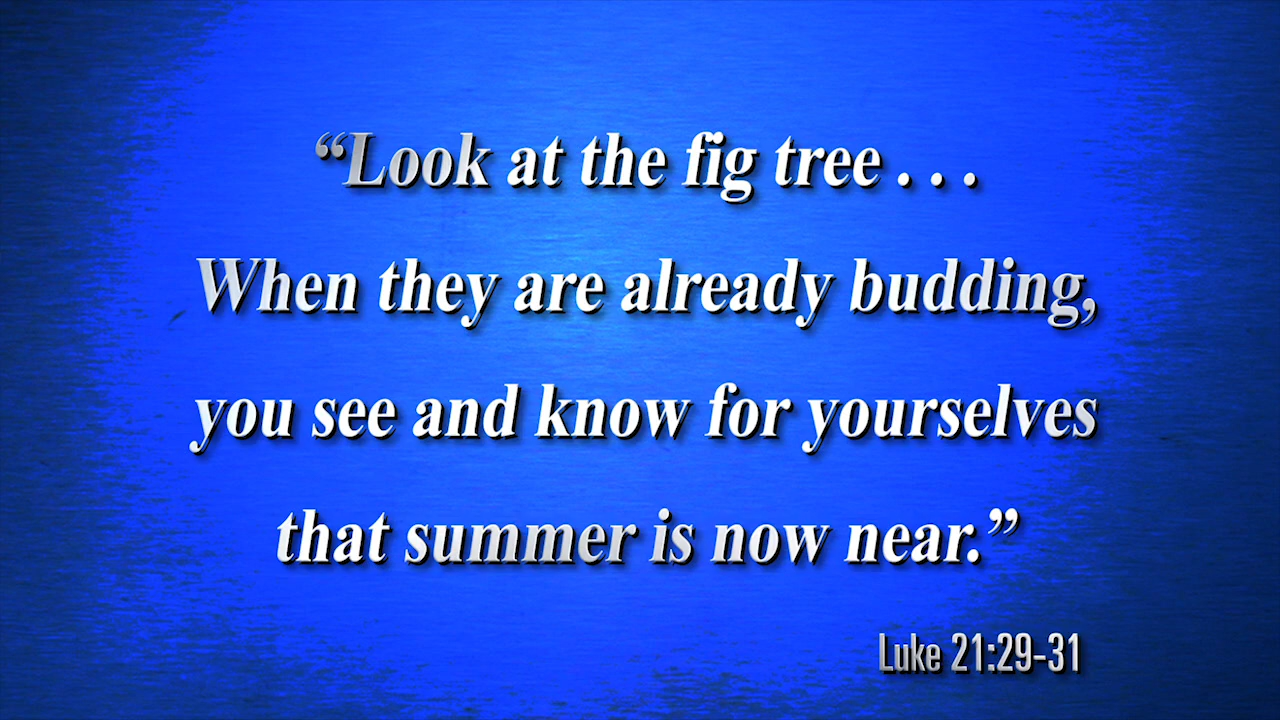 “Look at the fig tree . . .
When they are already budding,
you see and know for yourselves
that summer is now near.”
Luke 21:29-31